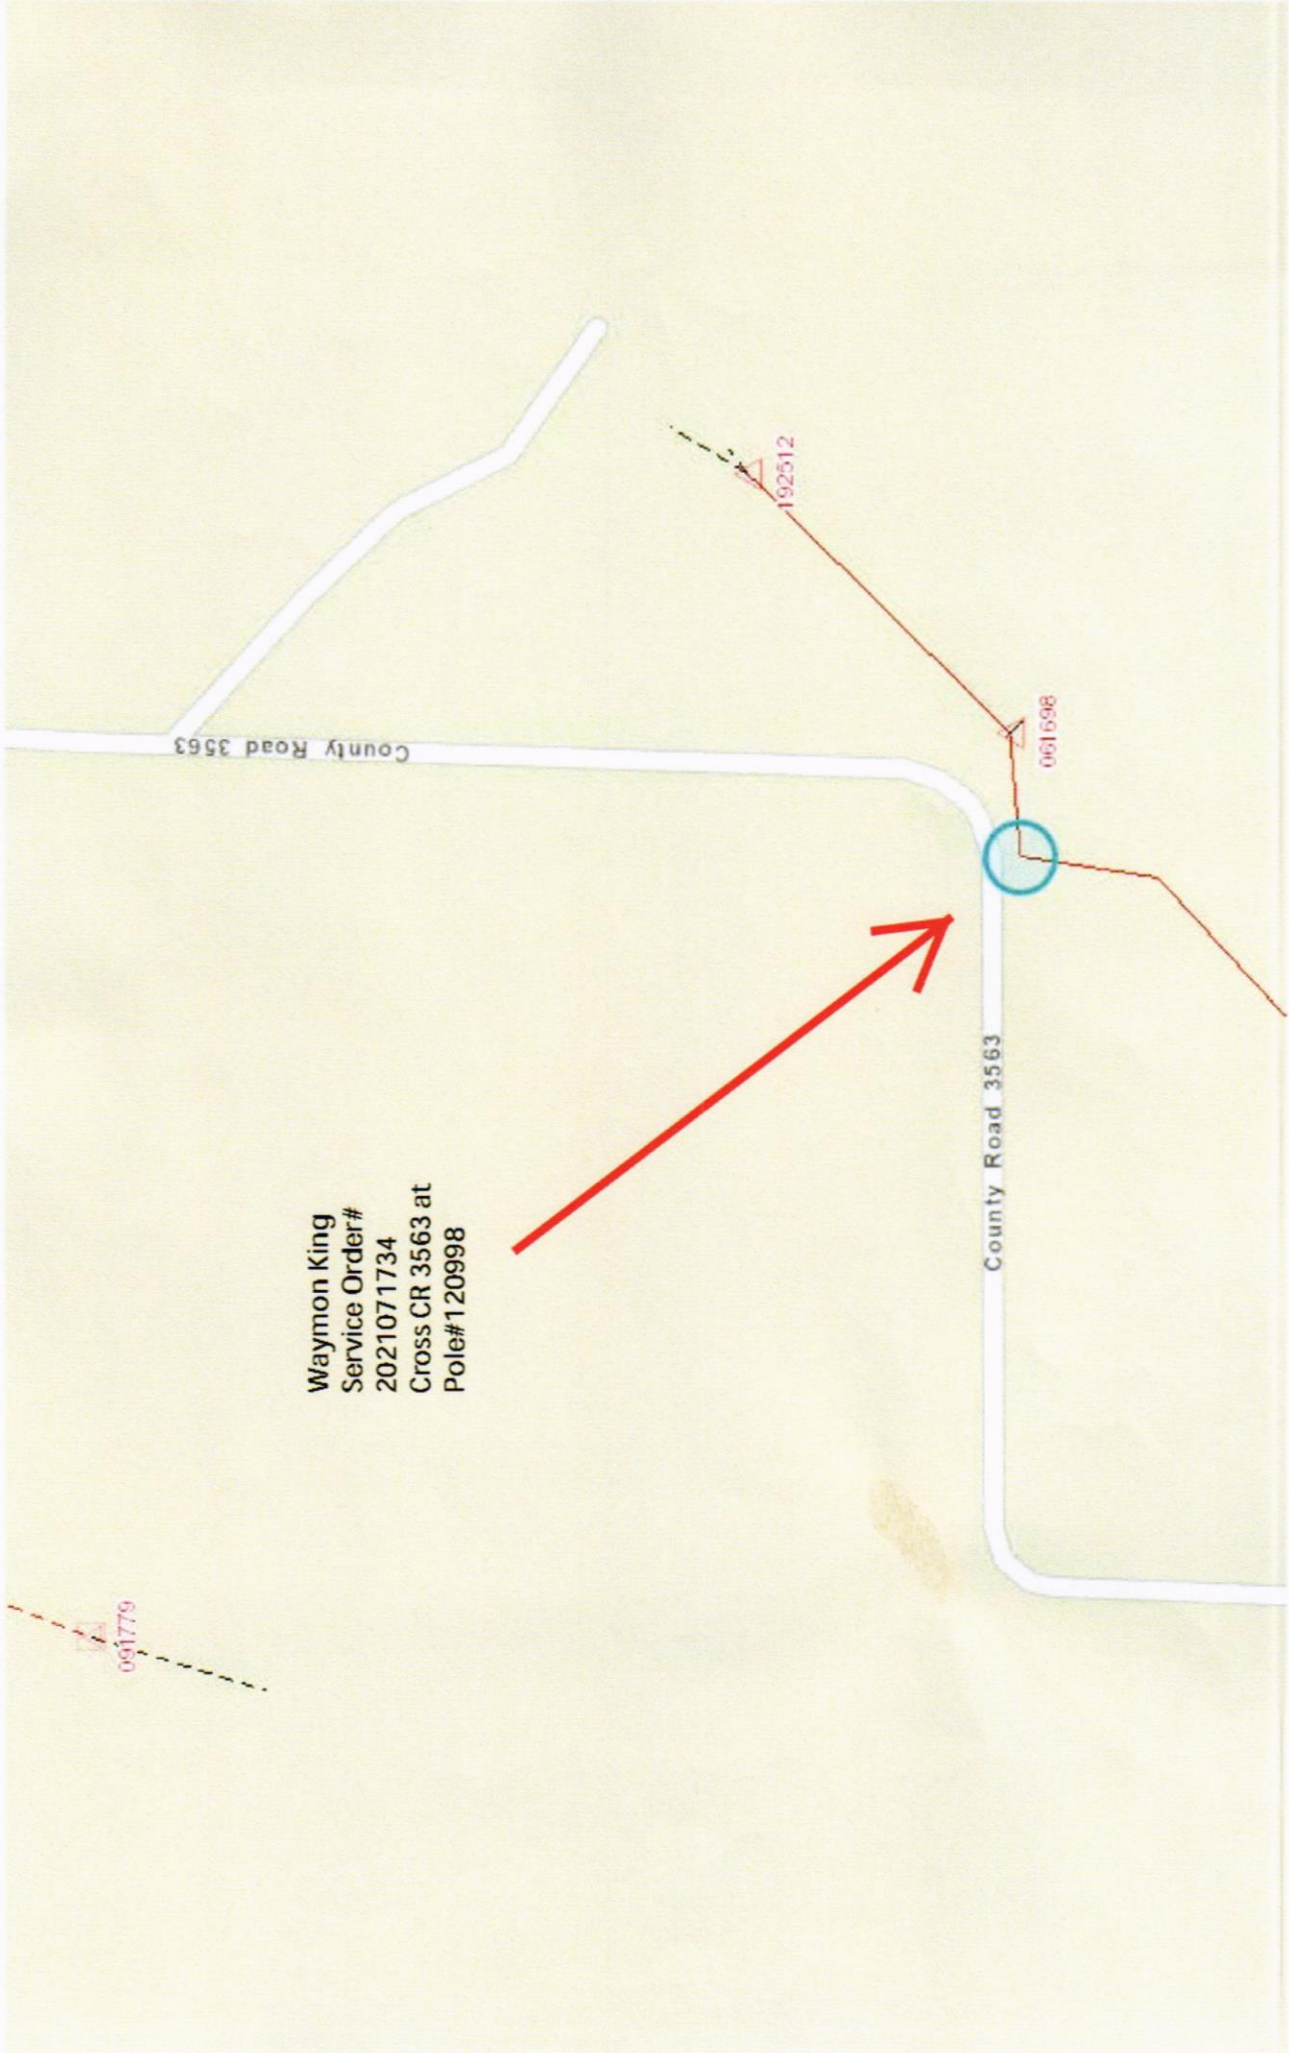 Waymon King
Service Order#
2021071734
Cross CR 3563 at
Pole#120998
County Road 3563
County Road 3563
192512
061698
091779